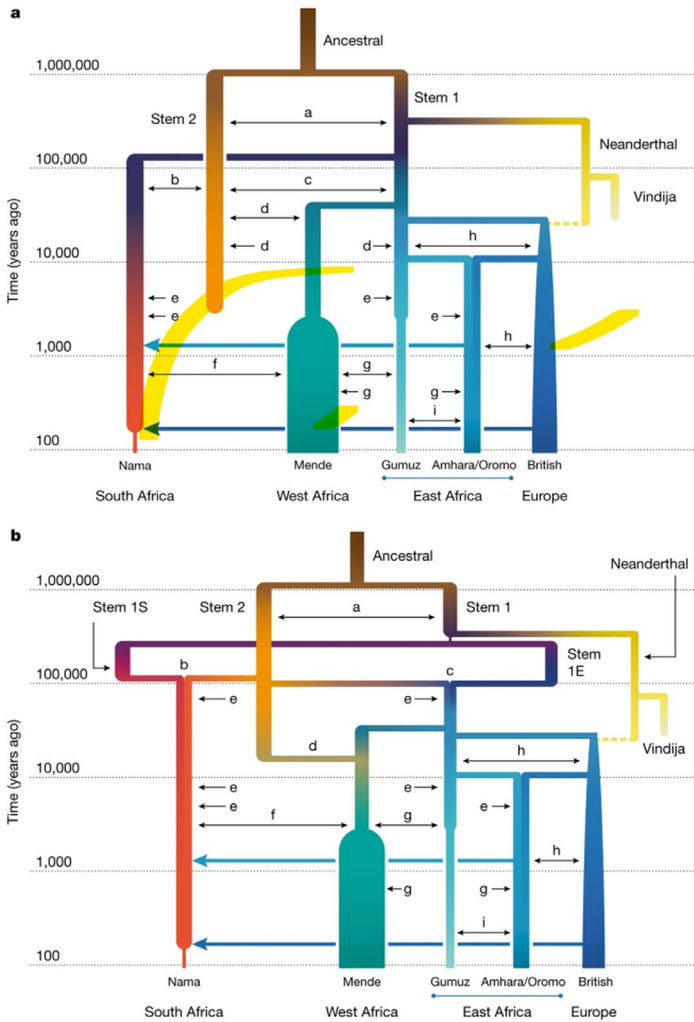 a
Ancestral
1,000,000
Stem 1
Stem 2
a
Neanderthal
100,000
b
c
Vindija
d
d
d
h
10,000
e
e
e
e
h
1,000
f
g
g
g
i
100
Time (years ago)
Nama
Mende
Gumuz
Amhara/Oromo
British
South Africa
West Africa
East Africa
Europe
b
Ancestral
Neanderthal
1,000,000
Stem 1S
Stem 2
a
Stem 1
b
c
Stem
1E
100,000
e
e
d
h
Vindija
10,000
e
e
e
e
f
g
h
1,000
g
g
i
100
Time (years ago)
Nama
Mende
Gumuz
Amhara/Oromo
British
South Africa
West Africa
East Africa
Europe